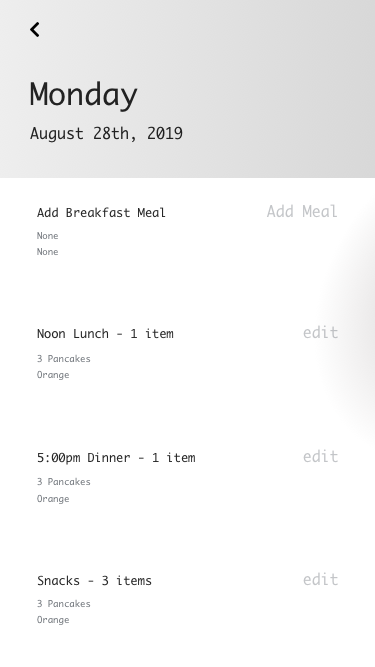 Monday
August 28th, 2019
Add Breakfast Meal Add Meal
None
None
Noon Lunch - 1 item edit
3 Pancakes
Orange
5:00pm Dinner - 1 item edit
3 Pancakes
Orange
Snacks - 3 items edit
3 Pancakes
Orange